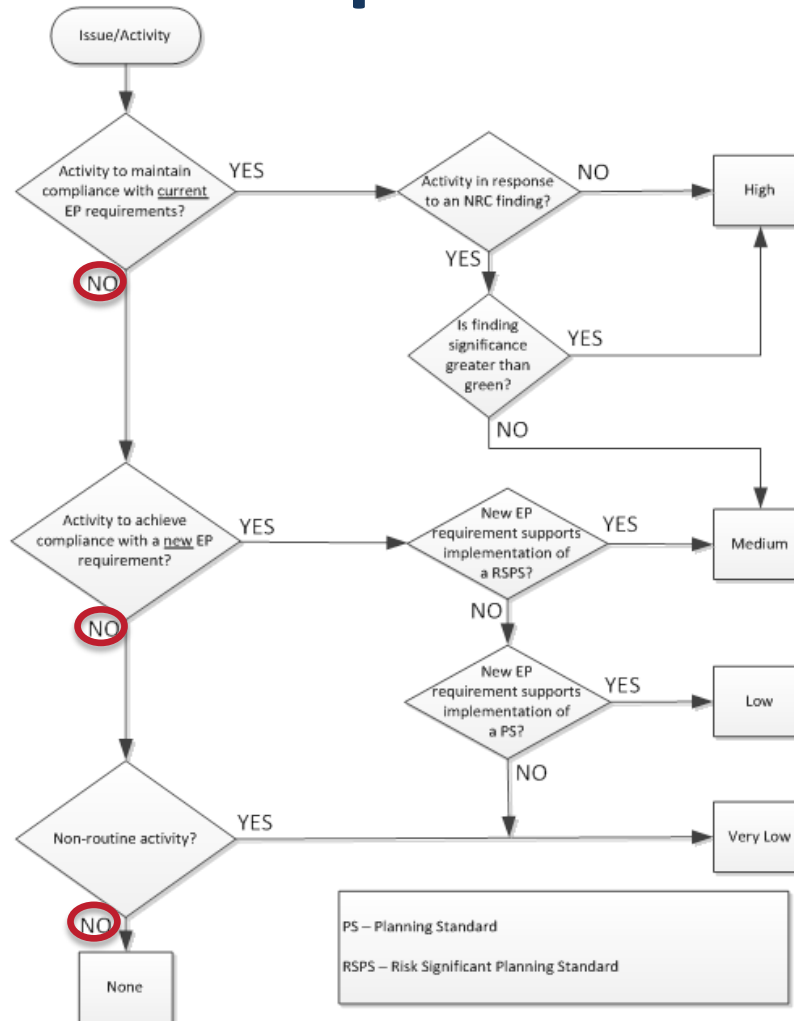 Issue/Activity
Activity to maintain
compliance with current
EP requirements?
YES
Activity in response
to an NRC finding?
NO
High
NO
YES
Is finding
significance
greater than
green?
YES
NO
Activity to achieve
compliance with a new EP
requirement?
YES
New EP
requirement supports
implementation of
a RSPS?
YES
Medium
NO
NO
New EP
requirement supports
implementation of
a PS?
YES
Low
NO
Non-routine activity?
YES
Very Low
NO
None
PS – Planning Standard
RSPS – Risk Significant Planning Standard